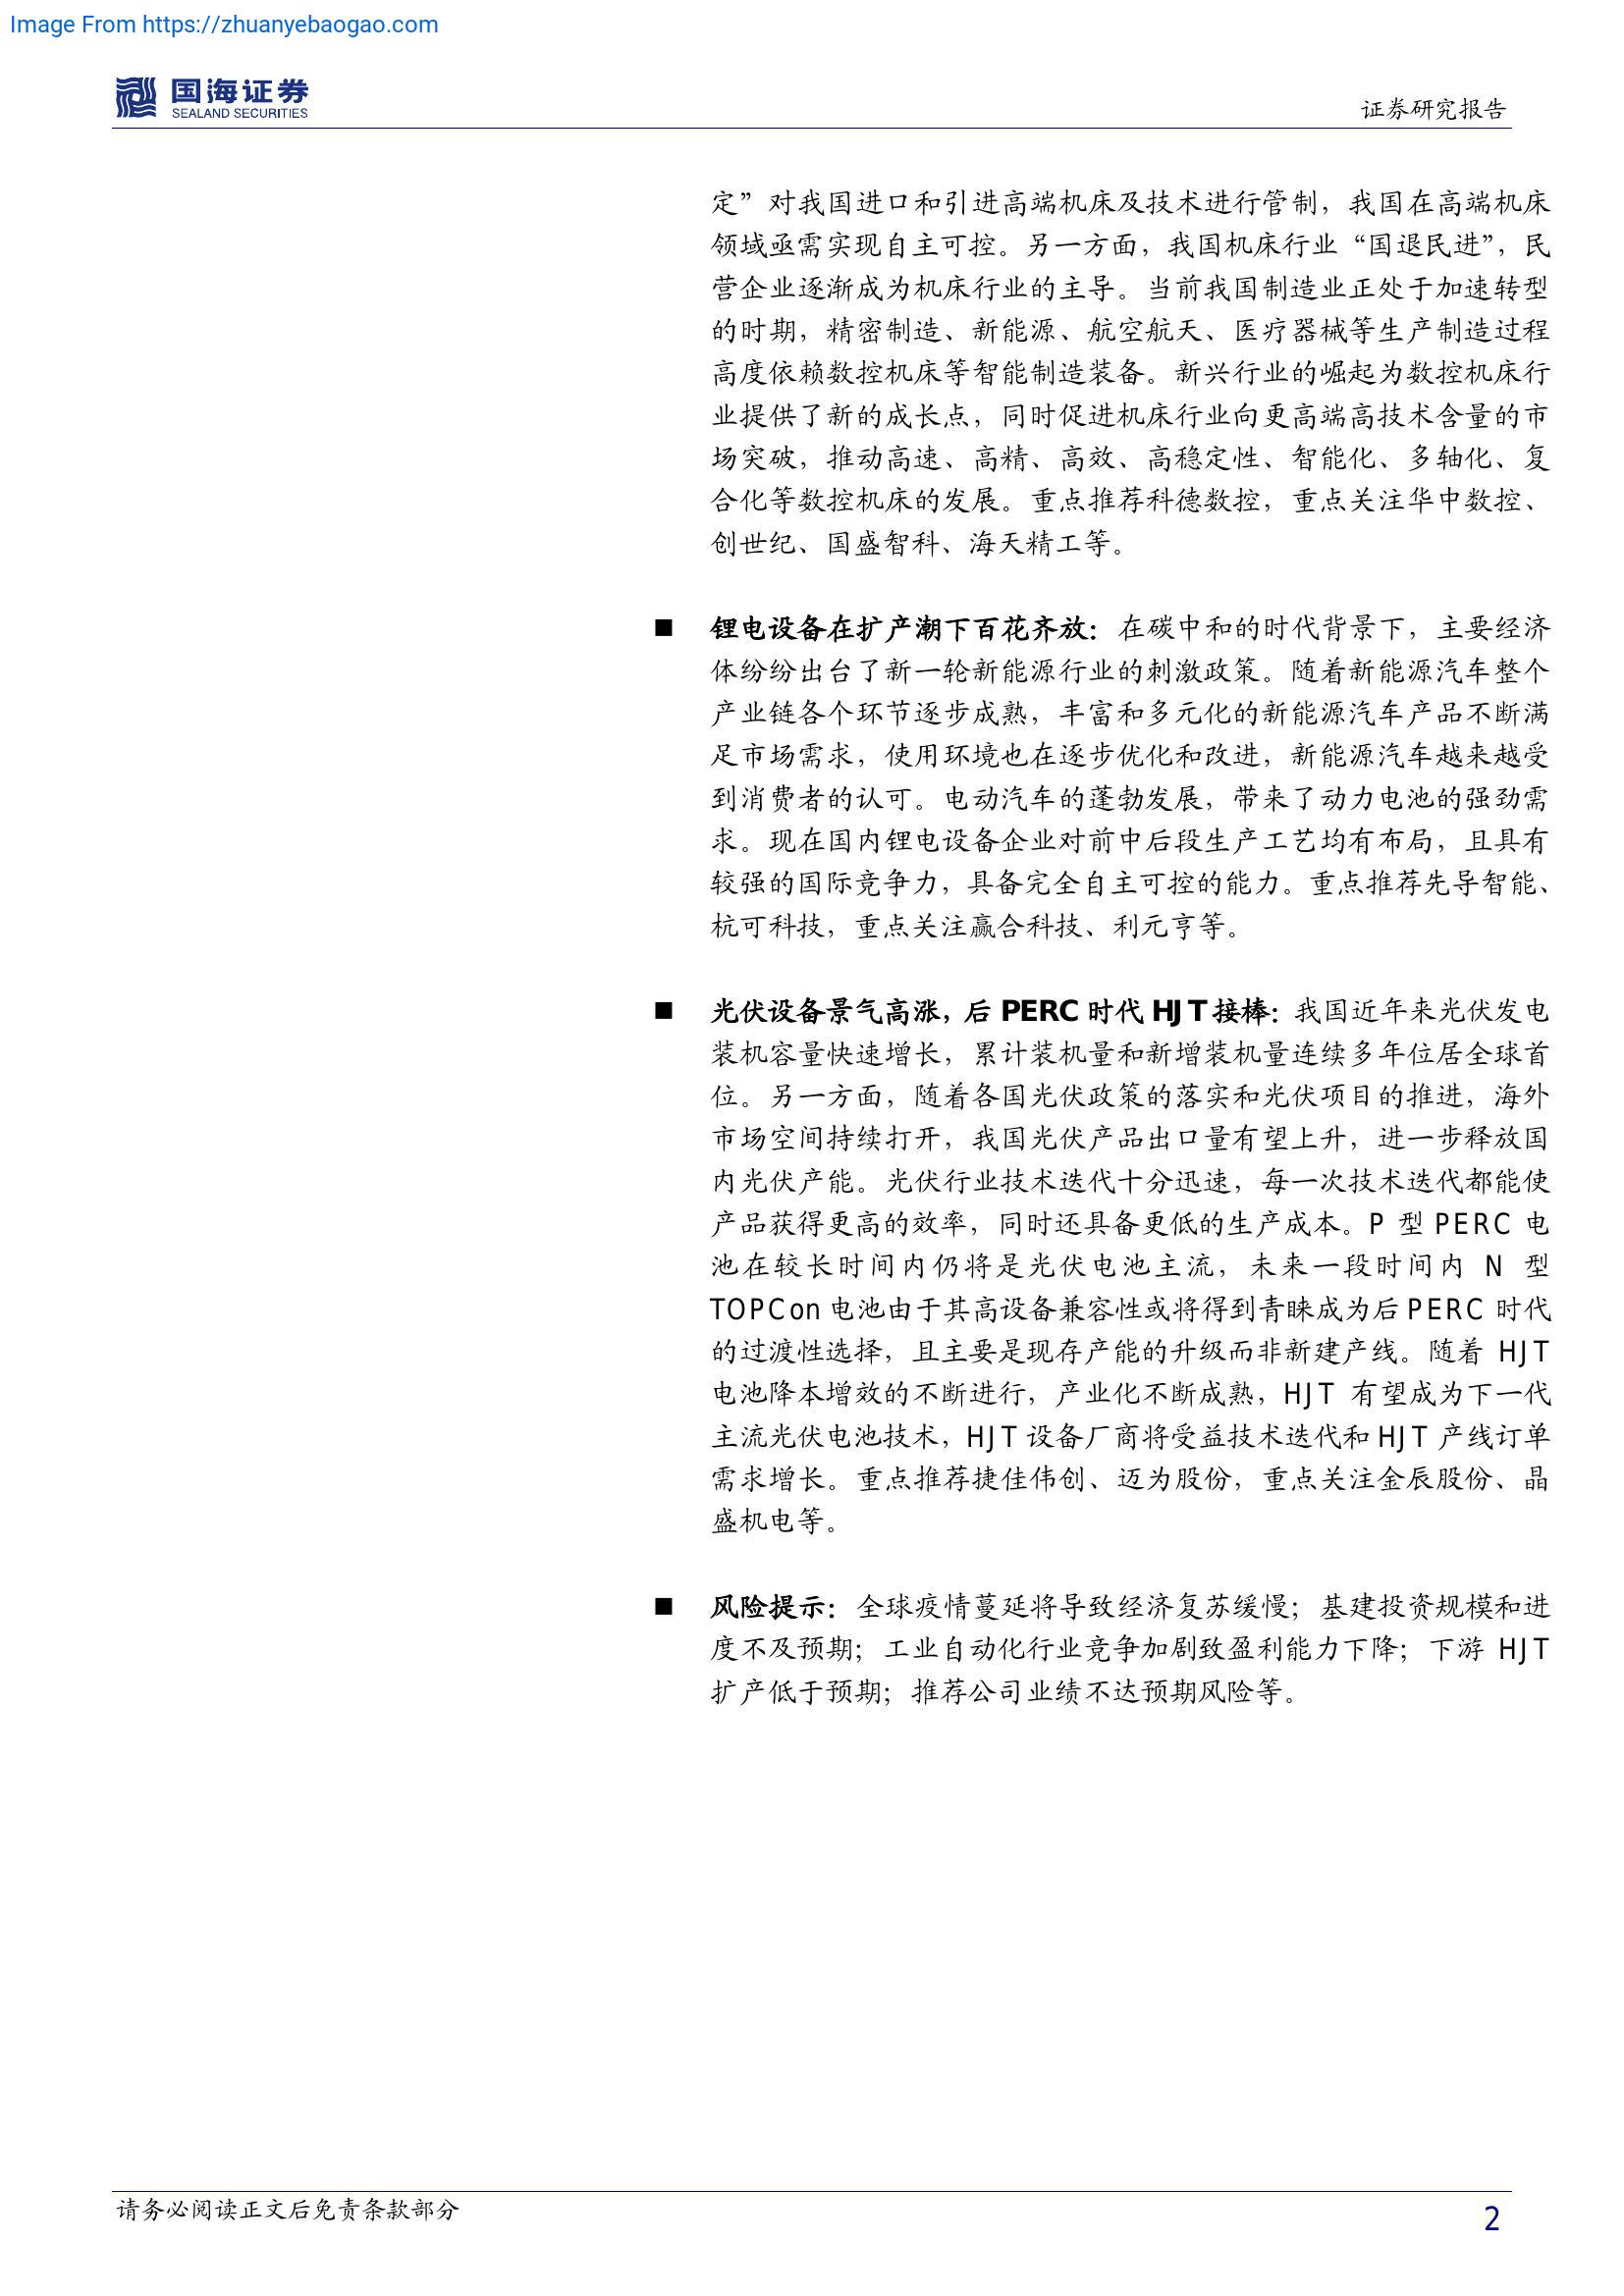 Image From https://zhuanyebaogao.com
国海证券
SEALAND SECURITIES
证券研究报告
定”对我国进口和引进高端机床及技术进行管制，我国在高端机床
领域亟需实现自主可控。另一方面，我国机床行业“国退民进”，民
营企业逐渐成为机床行业的主导。当前我国制造业正处于加速转型
的时期，精密制造、新能源、航空航天、医疗器械等生产制造过程
高度依赖数控机床等智能制造装备。新兴行业的崛起为数控机床行
业提供了新的成长点，同时促进机床行业向更高端高技术含量的市
场突破，推动高速、高精、高效、高稳定性、智能化、多轴化、复
合化等数控机床的发展。重点推荐科德数控，重点关注华中数控、
创世纪、国盛智科、海天精工等。
■ 锂电设备在扩产潮下百花齐放：在碳中和的时代背景下，主要经济
体纷纷出台了新一轮新能源行业的刺激政策。随着新能源汽车整个
产业链各个环节逐步成熟，丰富和多元化的新能源汽车产品不断满
足市场需求，使用环境也在逐步优化和改进，新能源汽车越来越受
到消费者的认可。电动汽车的蓬勃发展，带来了动力电池的强劲需
求。现在国内锂电设备企业对前中后段生产工艺均有布局，且具有
较强的国际竞争力，具备完全自主可控的能力。重点推荐先导智能、
杭可科技，重点关注赢合科技、利元亨等。
■ 光伏设备景气高涨，后 PERC 时代 HJT 接棒：我国近年来光伏发电
装机容量快速增长，累计装机量和新增装机量连续多年位居全球首
位。另一方面，随着各国光伏政策的落实和光伏项目的推进，海外
市场空间持续打开，我国光伏产品出口量有望上升，进一步释放国
内光伏产能。光伏行业技术迭代十分迅速，每一次技术迭代都能使
产品获得更高的效率，同时还具备更低的生产成本。P 型 PERC 电
池在较长时间内仍将是光伏电池主流，未来一段时间内 N 型
TOPCon 电池由于其高设备兼容性或将得到青睐成为后 PERC 时代
的过渡性选择，且主要是现存产能的升级而非新建产线。随着 HJT
电池降本增效的不断进行，产业化不断成熟，HJT 有望成为下一代
主流光伏电池技术，HJT 设备厂商将受益技术迭代和 HJT 产线订单
需求增长。重点推荐捷佳伟创、迈为股份，重点关注金辰股份、晶
盛机电等。
■ 风险提示：全球疫情蔓延将导致经济复苏缓慢；基建投资规模和进
度不及预期；工业自动化行业竞争加剧致盈利能力下降；下游 HJT
扩产低于预期；推荐公司业绩不达预期风险等。
请务必阅读正文后免责条款部分
2